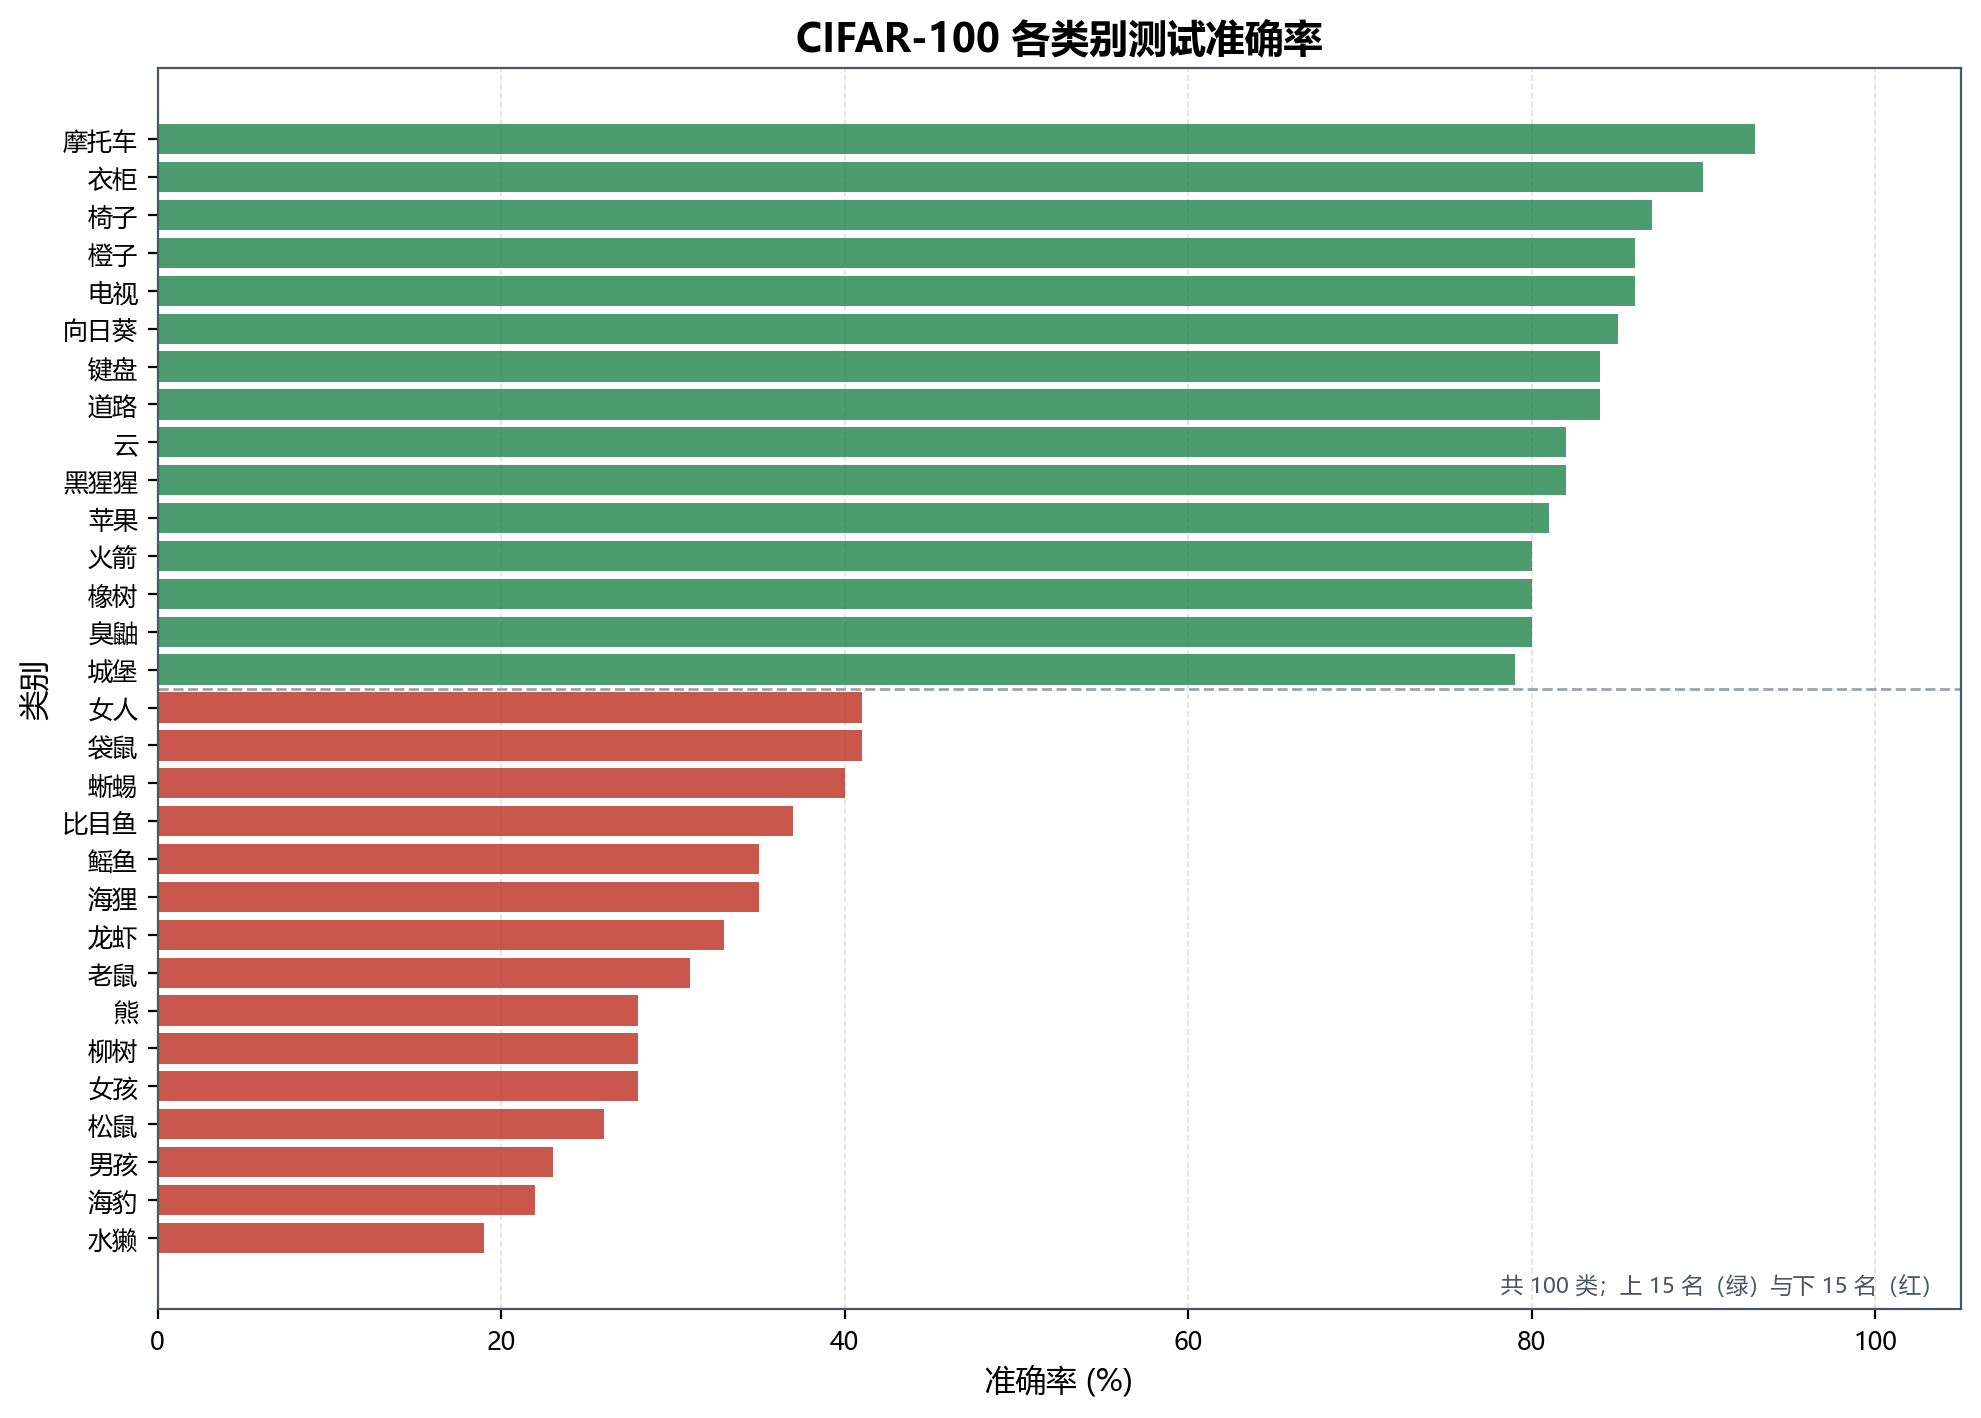 CIFAR-100 各类别测试准确率
摩托车
衣柜
椅子
橙子
电视
向日葵
键盘
道路
云
黑猩猩
苹果
火箭
橡树
臭鼬
城堡
女人
袋鼠
蜥蜴
比目鱼
鳐鱼
海狸
龙虾
老鼠
熊
柳树
女孩
松鼠
男孩
海豹
水獭
类别
共 100 类；上 15 名（绿）与下 15 名（红）
0 20 40 60 80 100
准确率 (%)